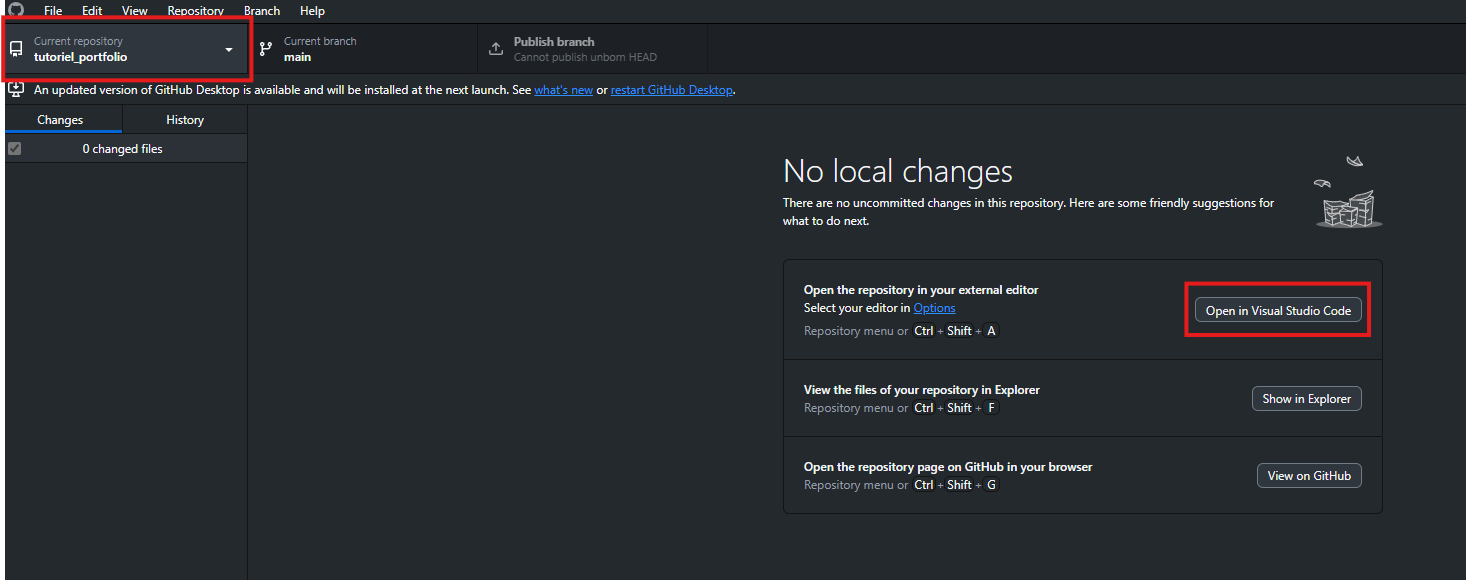 File Edit View Repository Branch Help
Current repository
tutoriel_portfolio
Current branch
main
Publish branch
Cannot publish unborn HEAD
An updated version of GitHub Desktop is available and will be installed at the next launch. See what's new or restart GitHub Desktop.
Changes
History
0 changed files
No local changes
There are no uncommitted changes in this repository. Here are some friendly suggestions for
what to do next.
Open the repository in your external editor
Select your editor in Options
Repository menu or Ctrl + Shift + A
Open in Visual Studio Code
View the files of your repository in Explorer
Repository menu or Ctrl + Shift + F
Show in Explorer
Open the repository page on GitHub in your browser
Repository menu or Ctrl + Shift + G
View on GitHub